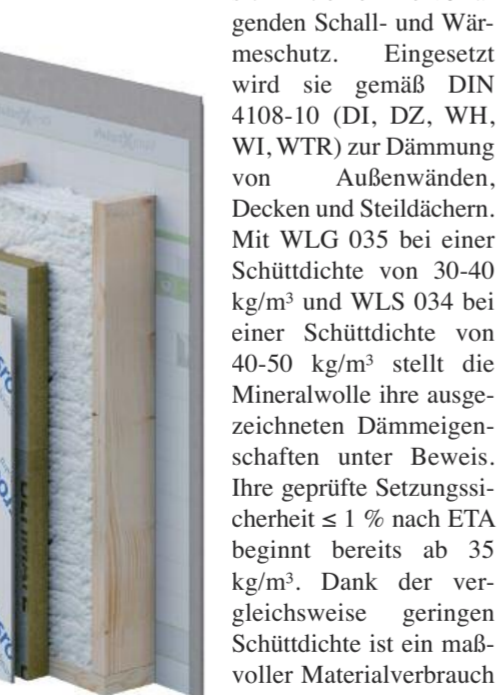 genden Schall- und Wär-
meschutz. Eingesetzt
wird sie gemäß DIN
4108-10 (DI, DZ, WH,
WI, WTR) zur Dämmung
von Außenwänden,
Decken und Steildächern.
Mit WLG 035 bei einer
Schüttdichte von 30-40
kg/m³ und WLS 034 bei
einer Schüttdichte von
40-50 kg/m³ stellt die
Mineralwolle ihre ausge-
zeichneten Dämmeigen-
schaften unter Beweis.
Ihre geprüfte Setzungssi-
cherheit ≤ 1 % nach ETA
beginnt bereits ab 35
kg/m³. Dank der ver-
gleichsweise geringen
Schüttdichte ist ein maß-
voller Materialverbrauch
ULTIMATE